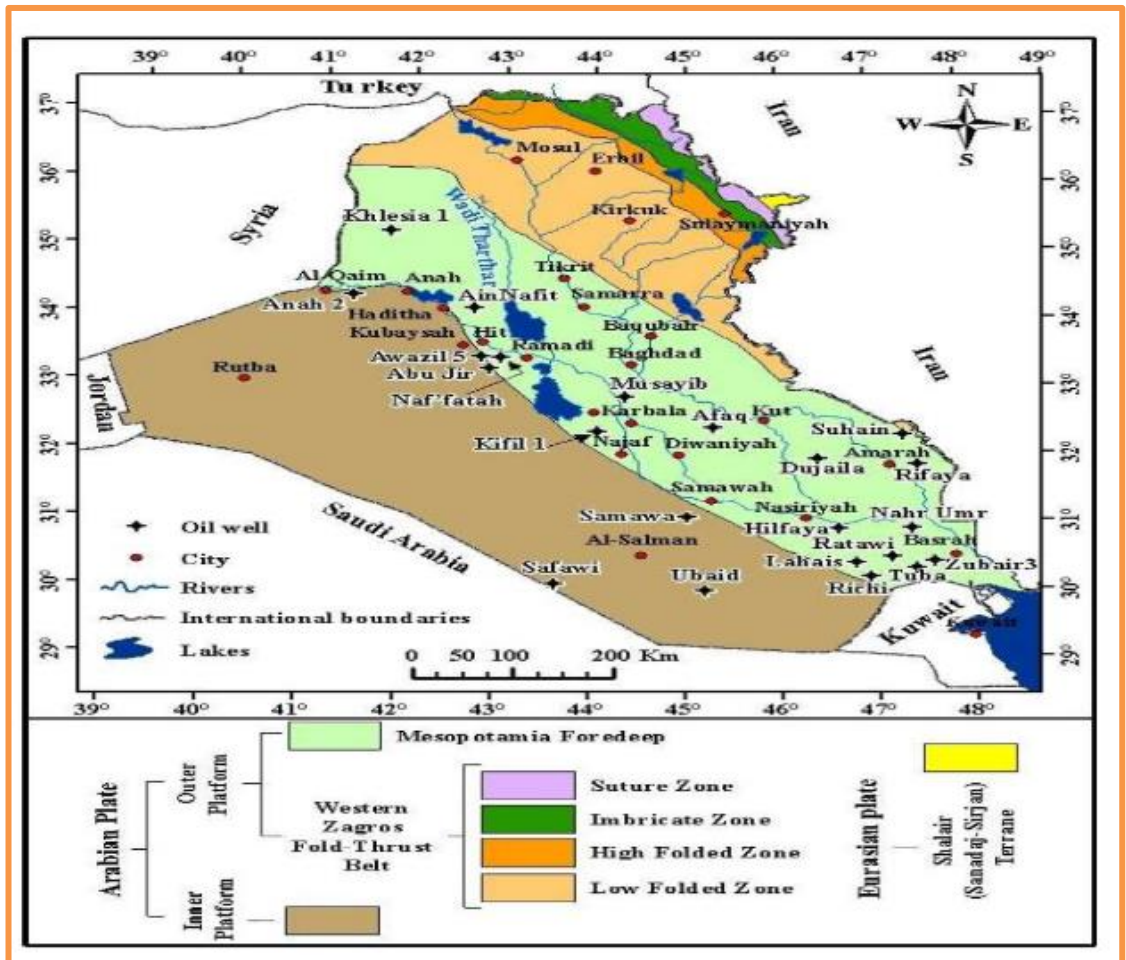 39° 40° 41° 42° 43° 44° 45° 46° 47° 48° 49°
Turkey
N
W E
S
Iran
37°
37°
36°
36°
35°
35°
34°
34°
33°
33°
32°
32°
31°
31°
30°
30°
29°
29°
Mosul
Erbil
Kirkuk
Sulaymaniyah
Wadi Tharthar
Syria
Khlesia 1
Tikrit
Al-Qaim
Anah
Anah 2
Ain Nafit
Samarra
Haditha
Kubaysah
Hit
Baqubah
Ramadi
Baghdad
Rutba
Awazil 5
Abu Jir
Iran
Jordan
Naf'fatah
Musayib
Karbala
Afaq
Kut
Suhain
Kifil 1
Najaf
Diwaniyah
Amarah
Dujaila
Rifaya
Samawah
Nasiriyah
Nahr Umr
Samawa
Hilfaya
Basrah
Saudi Arabia
Al-Salman
Ratawi
Lahais
Zubair3
Safawi
Ubaid
Tuba
Richi
Kuwait
Kuwait
Oil well
City
Rivers
International boundaries
Lakes
0 50 100 200 Km
39° 40° 41° 42° 43° 44° 45° 46° 47° 48°
Arabian Plate
Outer
Platform
Inner
Platform
Mesopotamia Foredeep
Western
Zagros
Fold-Thrust
Belt
Suture Zone
Imbricate Zone
High Folded Zone
Low Folded Zone
Eurasian plate
Shalair
(Sanadaj-Sirjan)
Terrane